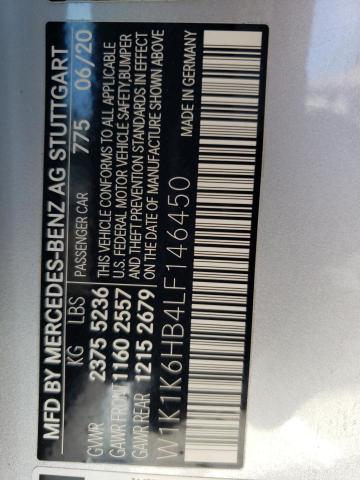 MFD BY MERCEDES-BENZ AG STUTTGART
PASSENGER CAR 775 06/20
KG LBS
GVWR 2375 5236
GAWR FRONT 1160 2557
GAWR REAR 1215 2679
THIS VEHICLE CONFORMS TO ALL APPLICABLE
U.S. FEDERAL MOTOR VEHICLE SAFETY, BUMPER
AND THEFT PREVENTION STANDARDS IN EFFECT
ON THE DATE OF MANUFACTURE SHOWN ABOVE
MADE IN GERMANY
W1K1K6HB4LF146450